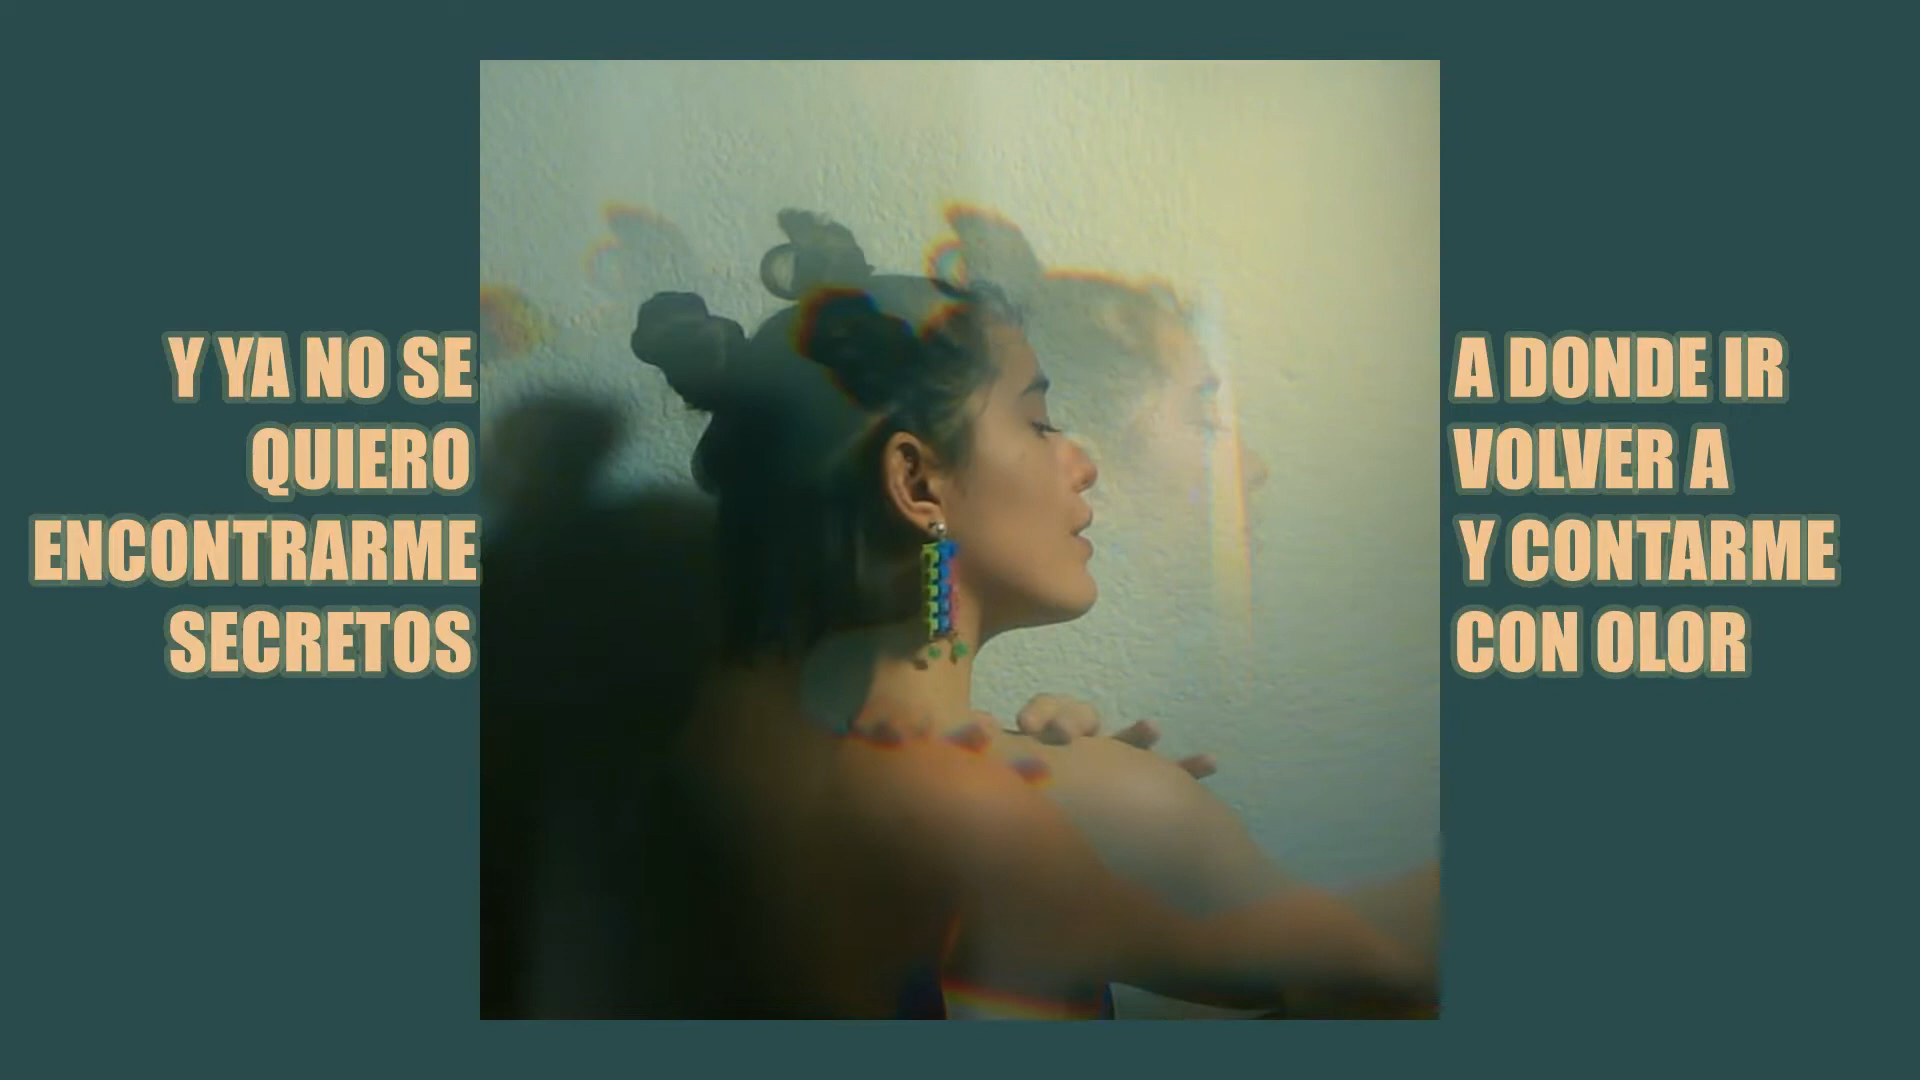 Y YA NO SE A DONDE IR
QUIERO VOLVER A
ENCONTRARME Y CONTARME
SECRETOS CON OLOR